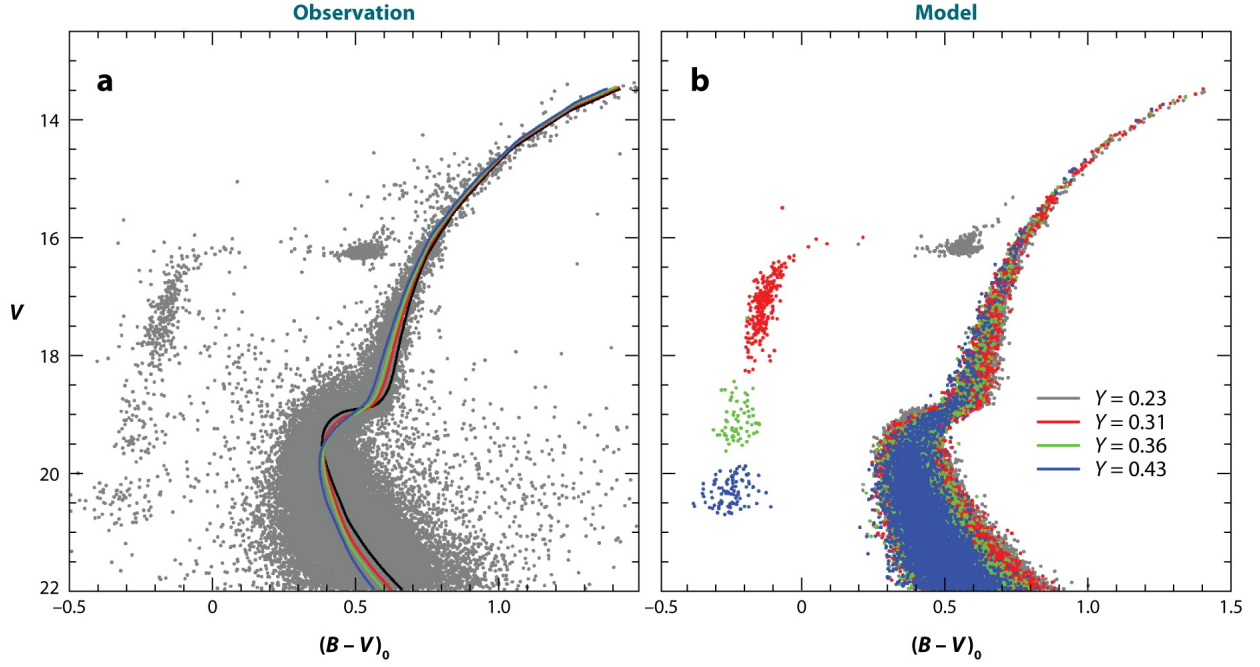 Observation
Model
a
b
14
16
18
20
22
V
Y = 0.23
Y = 0.31
Y = 0.36
Y = 0.43
–0.5
0
0.5
1.0
–0.5
0
0.5
1.0
1.5
(B – V)0
(B – V)0